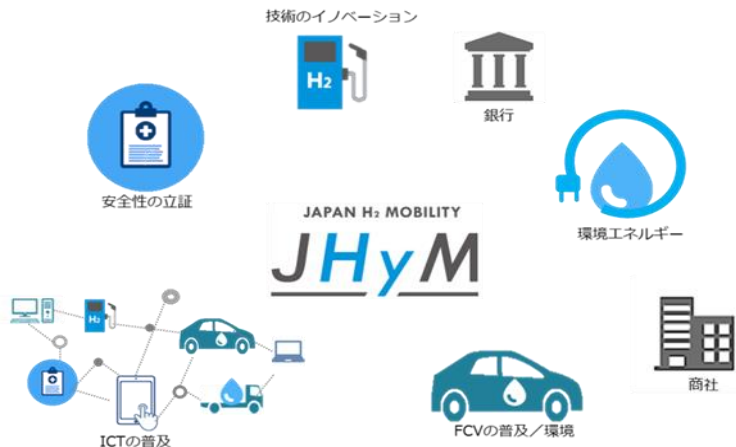 技術のイノベーション
H₂
銀行
安全性の立証
環境エネルギー
JAPAN H₂ MOBILITY
JHyM
H₂
商社
ICTの普及
FCVの普及／環境